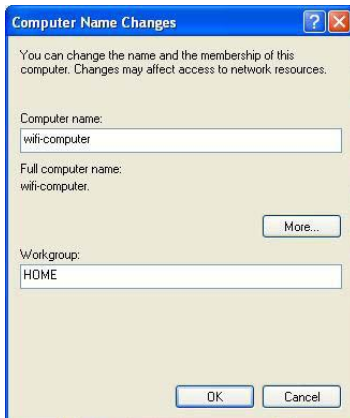 Computer Name Changes
You can change the name and the membership of this
computer. Changes may affect access to network resources.
Computer name:
wifi-computer
Full computer name:
wifi-computer.
More...
Workgroup:
HOME
OK Cancel